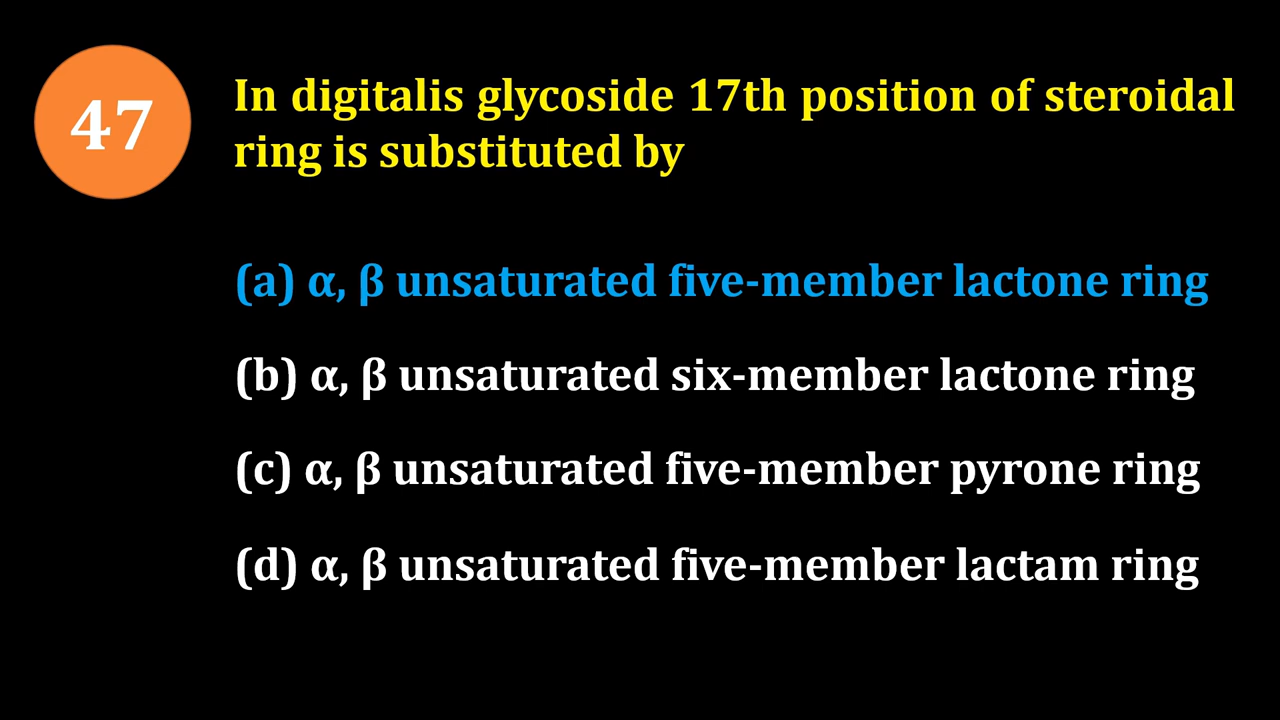 47
In digitalis glycoside 17th position of steroidal
ring is substituted by
(a) α, β unsaturated five-member lactone ring
(b) α, β unsaturated six-member lactone ring
(c) α, β unsaturated five-member pyrone ring
(d) α, β unsaturated five-member lactam ring